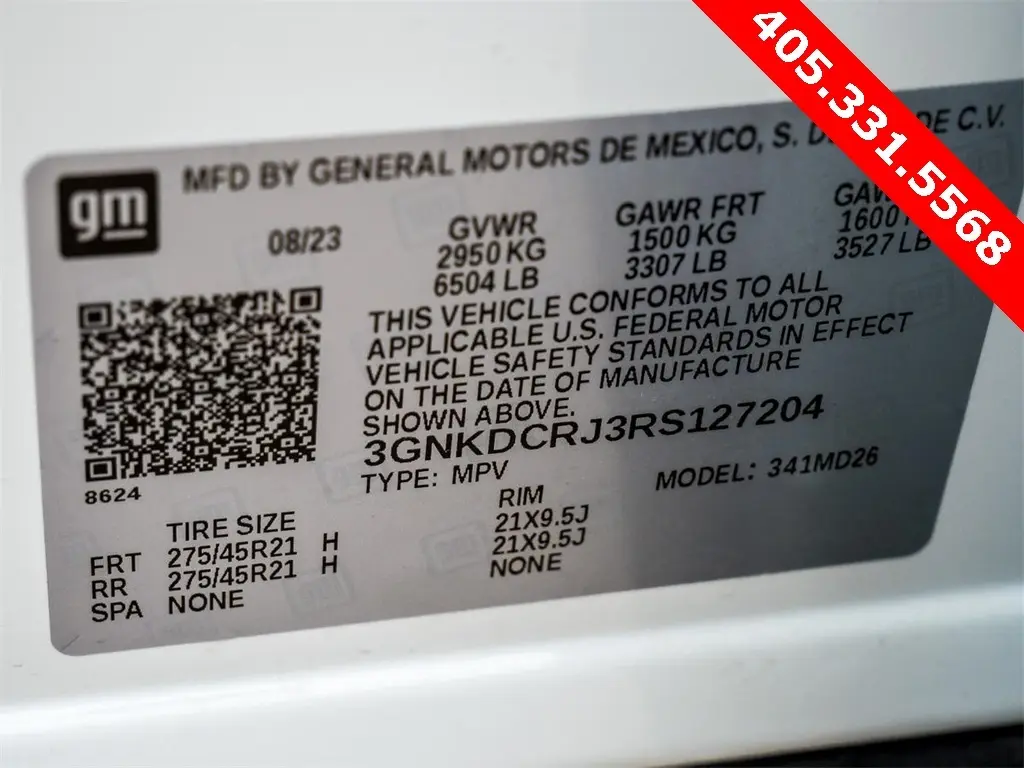 405.331.5568
gm
MFD BY GENERAL MOTORS DE MEXICO, S. DE C.V.
08/23
GVWR
2950 KG
6504 LB
GAWR FRT
1500 KG
3307 LB
1600
3527 LB
THIS VEHICLE CONFORMS TO ALL
APPLICABLE U.S. FEDERAL MOTOR
VEHICLE SAFETY STANDARDS IN EFFECT
ON THE DATE OF MANUFACTURE
SHOWN ABOVE.
3GNKDCRJ3RS127204
TYPE: MPV MODEL: 341MD26
8624
TIRE SIZE RIM
FRT 275/45R21 H 21X9.5J
RR 275/45R21 H 21X9.5J
SPA NONE NONE